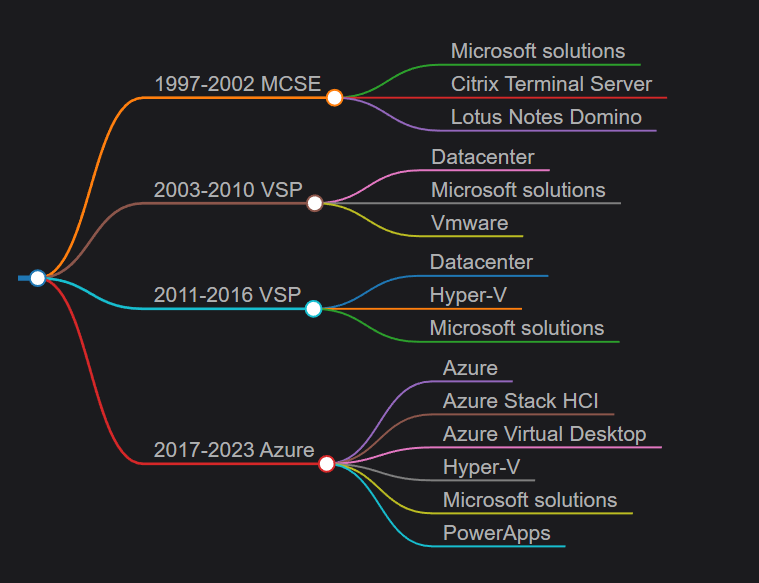 1997-2002 MCSE
Microsoft solutions
Citrix Terminal Server
Lotus Notes Domino
2003-2010 VSP
Datacenter
Microsoft solutions
Vmware
2011-2016 VSP
Datacenter
Hyper-V
Microsoft solutions
2017-2023 Azure
Azure
Azure Stack HCI
Azure Virtual Desktop
Hyper-V
Microsoft solutions
PowerApps